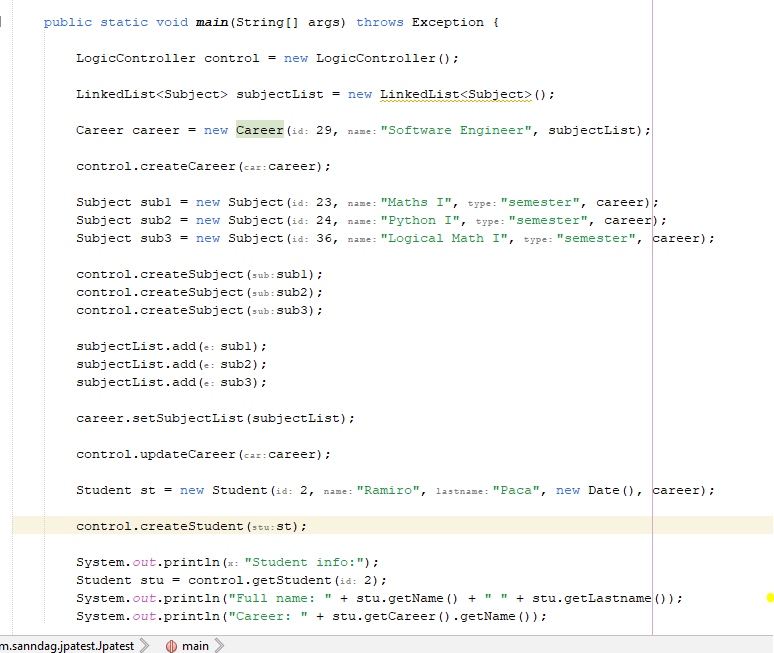 public static void main(String[] args) throws Exception {
LogicController control = new LogicController();
LinkedList<Subject> subjectList = new LinkedList<Subject>();
Career career = new Career(id: 29, name: "Software Engineer", subjectList);
control.createCareer(car: career);
Subject sub1 = new Subject(id: 23, name: "Maths I", type: "semester", career);
Subject sub2 = new Subject(id: 24, name: "Python I", type: "semester", career);
Subject sub3 = new Subject(id: 36, name: "Logical Math I", type: "semester", career);
control.createSubject(sub: sub1);
control.createSubject(sub: sub2);
control.createSubject(sub: sub3);
subjectList.add(e: sub1);
subjectList.add(e: sub2);
subjectList.add(e: sub3);
career.setSubjectList(subjectList);
control.updateCareer(car: career);
Student st = new Student(id: 2, name: "Ramiro", lastname: "Paca", new Date(), career);
control.createStudent(stu: st);
System.out.println(x: "Student info:");
Student stu = control.getStudent(id: 2);
System.out.println("Full name: " + stu.getName() + " " + stu.getLastname());
System.out.println("Career: " + stu.getCareer().getName());
m.sanndag.jpatest.Jpatest main